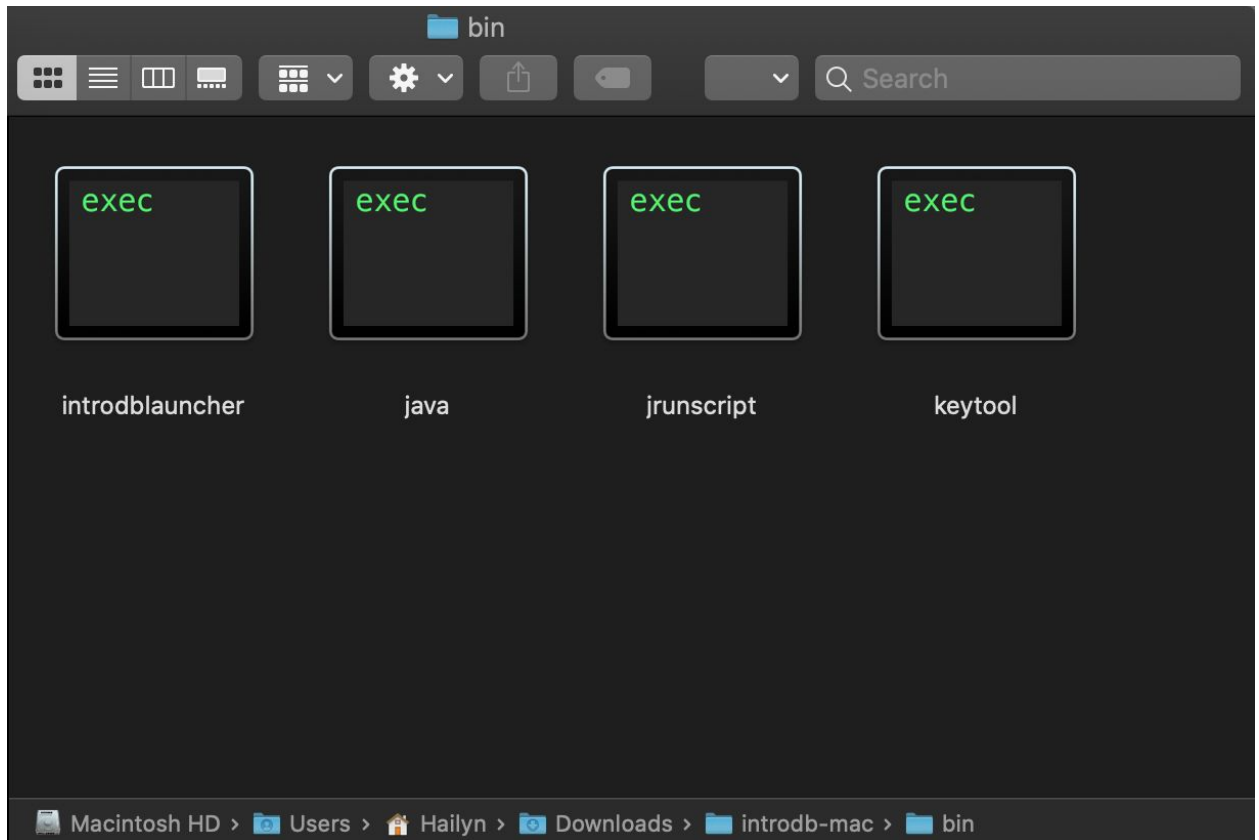 bin
Search
exec exec exec exec
introdblauncher java jrunscript keytool
Macintosh HD › Users › Hailyn › Downloads › introdb-mac › bin